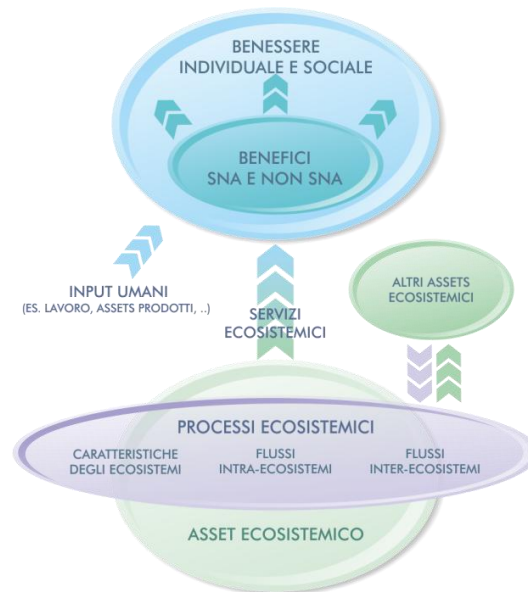 BENESSERE
INDIVIDUALE E SOCIALE
BENEFICI
SNA E NON SNA
INPUT UMANI
(ES. LAVORO, ASSETS PRODOTTI, ..)
SERVIZI
ECOSISTEMICI
ALTRI ASSETS
ECOSISTEMICI
PROCESSI ECOSISTEMICI
CARATTERISTICHE
DEGLI ECOSISTEMI
FLUSSI
INTRA-ECOSISTEMI
FLUSSI
INTER-ECOSISTEMI
ASSET ECOSISTEMICO